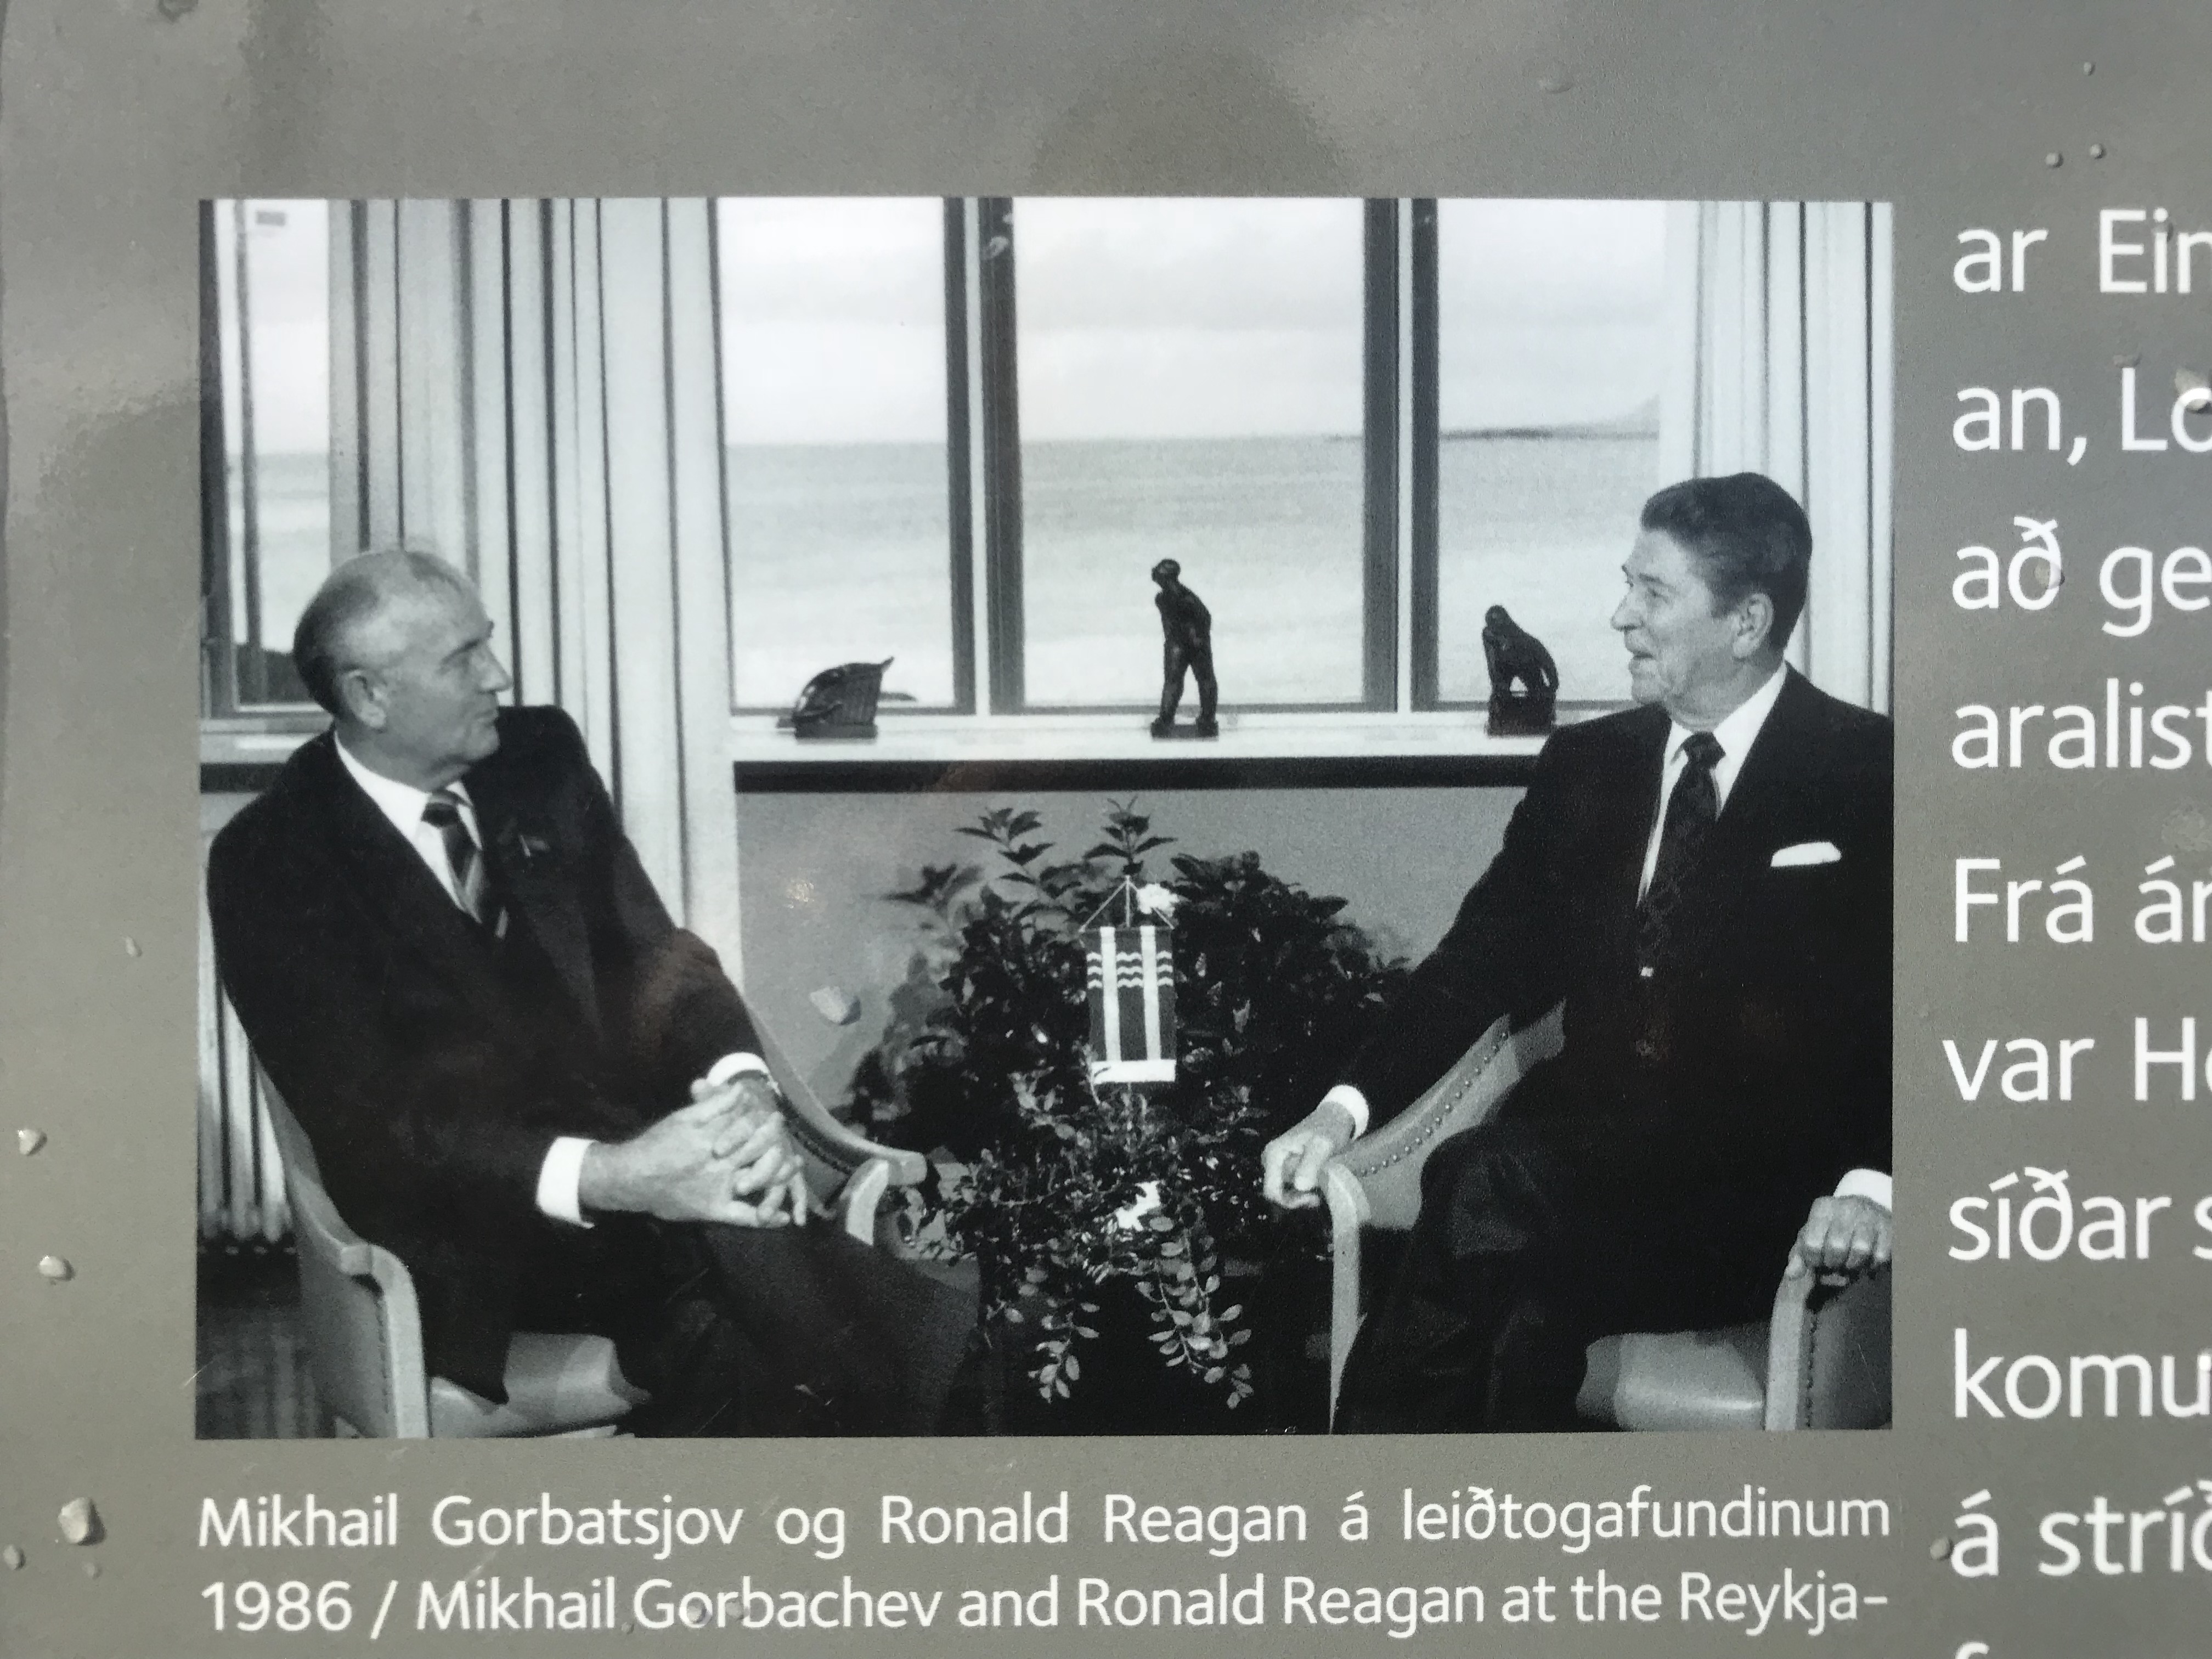 Mikhail Gorbatsjov og Ronald Reagan á leiðtogafundinum
1986 / Mikhail Gorbachev and Ronald Reagan at the Reykja-
ar Ein
an, Lo
að ge
aralist
Frá ár
var Hö
síðar s
komu
á stríð